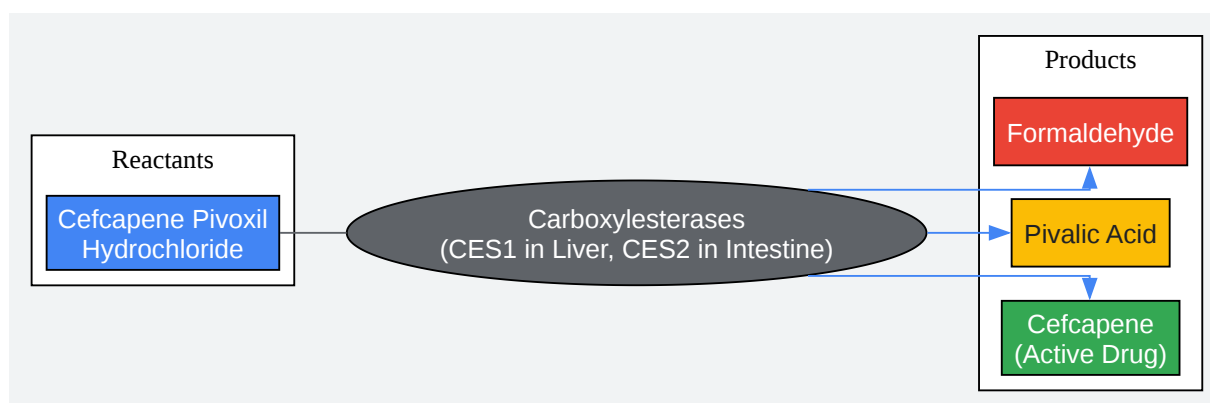 Reactants
Cefcapene Pivoxil
Hydrochloride
Carboxylesterases
(CES1 in Liver, CES2 in Intestine)
Products
Formaldehyde
Pivalic Acid
Cefcapene
(Active Drug)